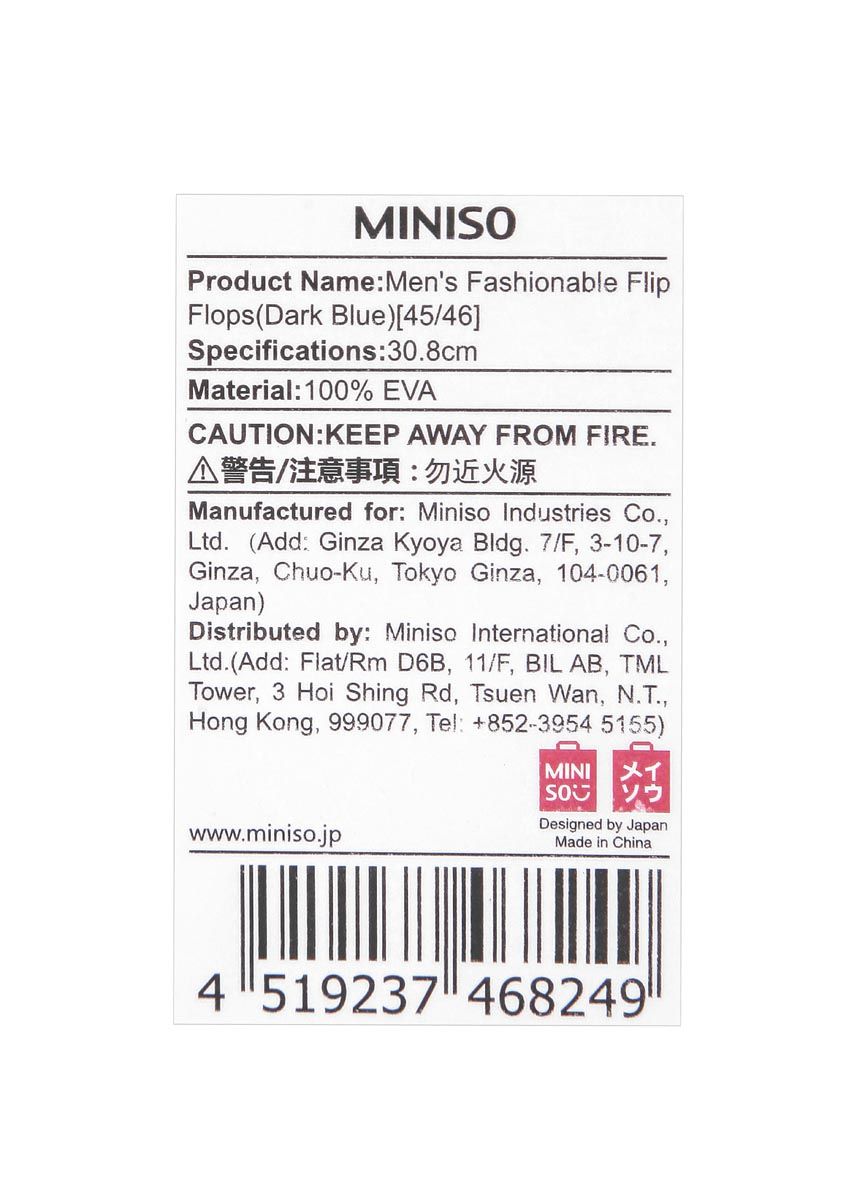 MINISO
Product Name:Men's Fashionable Flip
Flops(Dark Blue)[45/46]
Specifications:30.8cm
Material:100% EVA
CAUTION:KEEP AWAY FROM FIRE.
⚠警告/注意事項：勿近火源
Manufactured for: Miniso Industries Co.,
Ltd. (Add: Ginza Kyoya Bldg. 7/F, 3-10-7,
Ginza, Chuo-Ku, Tokyo Ginza, 104-0061,
Japan)
Distributed by: Miniso International Co.,
Ltd.(Add: Flat/Rm D6B, 11/F, BIL AB, TML
Tower, 3 Hoi Shing Rd, Tsuen Wan, N.T.,
Hong Kong, 999077, Tel: +852-3954 5155)
MINI
SO
メイ
ソウ
Designed by Japan
Made in China
www.miniso.jp
4 519237 468249